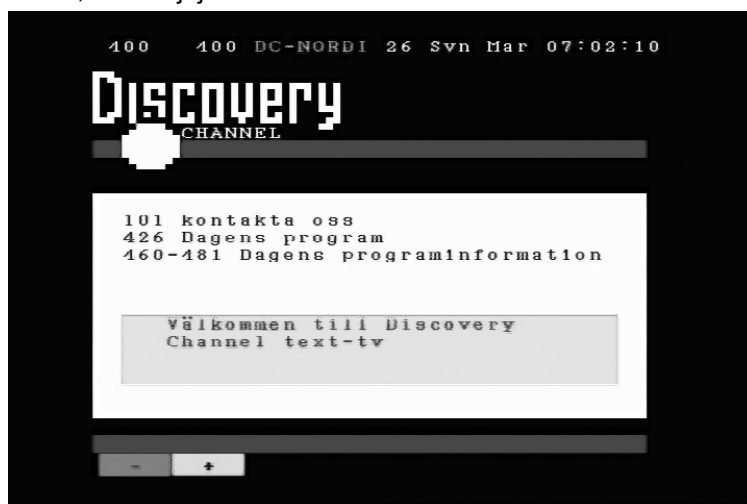 400 400 DC-NORDI 26 Svn Mar 07:02:10
Discovery
CHANNEL
101 kontakta oss
426 Dagens program
460-481 Dagens programinformation
Välkommen till Discovery
Channel text-tv
- +